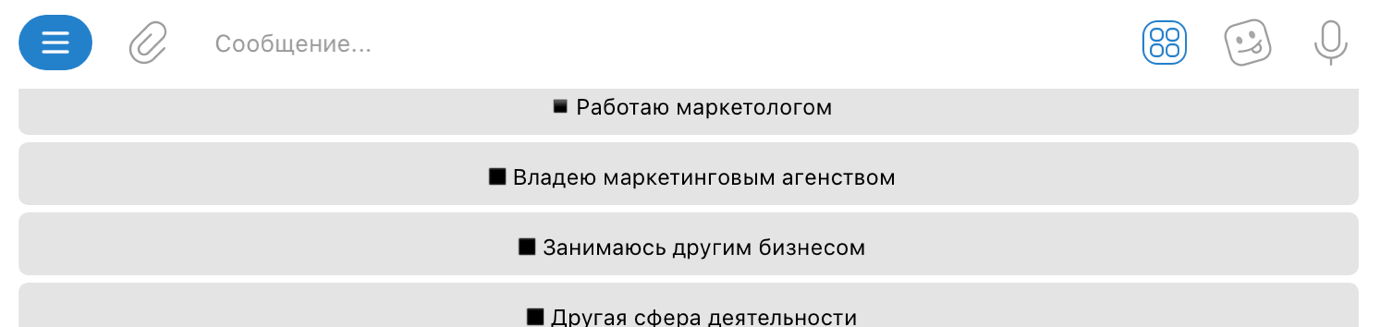 Сообщение...
◼ Работаю маркетологом
◼ Владею маркетинговым агенством
◼ Занимаюсь другим бизнесом
◼ Другая сфера деятельности